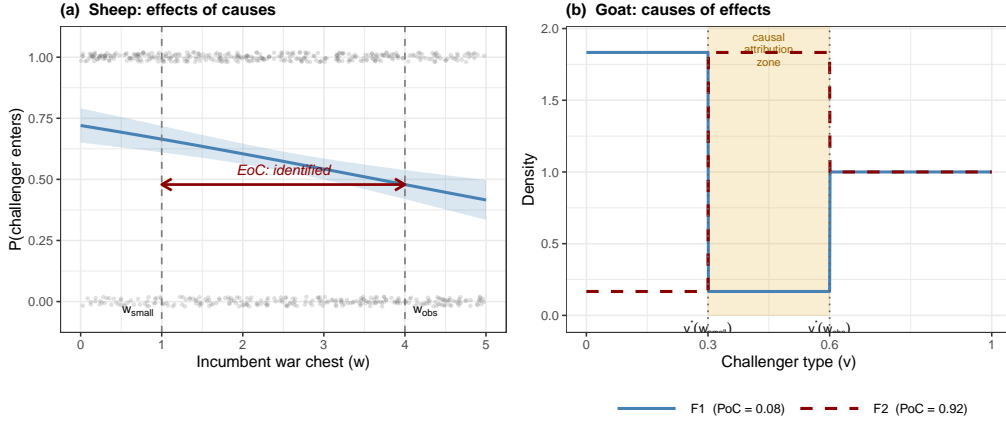 (a) Sheep: effects of causes
P(challenger enters)
1.00
0.75
0.50
0.25
0.00
EoC: identified
w_small
w_obs
0
1
2
3
4
5
Incumbent war chest (w)
(b) Goat: causes of effects
Density
2.0
1.5
1.0
0.5
0.0
causal
attribution
zone
v*(w_small)
v*(w_obs)
0
0.3
0.6
1
Challenger type (v)
F1 (PoC = 0.08)
F2 (PoC = 0.92)